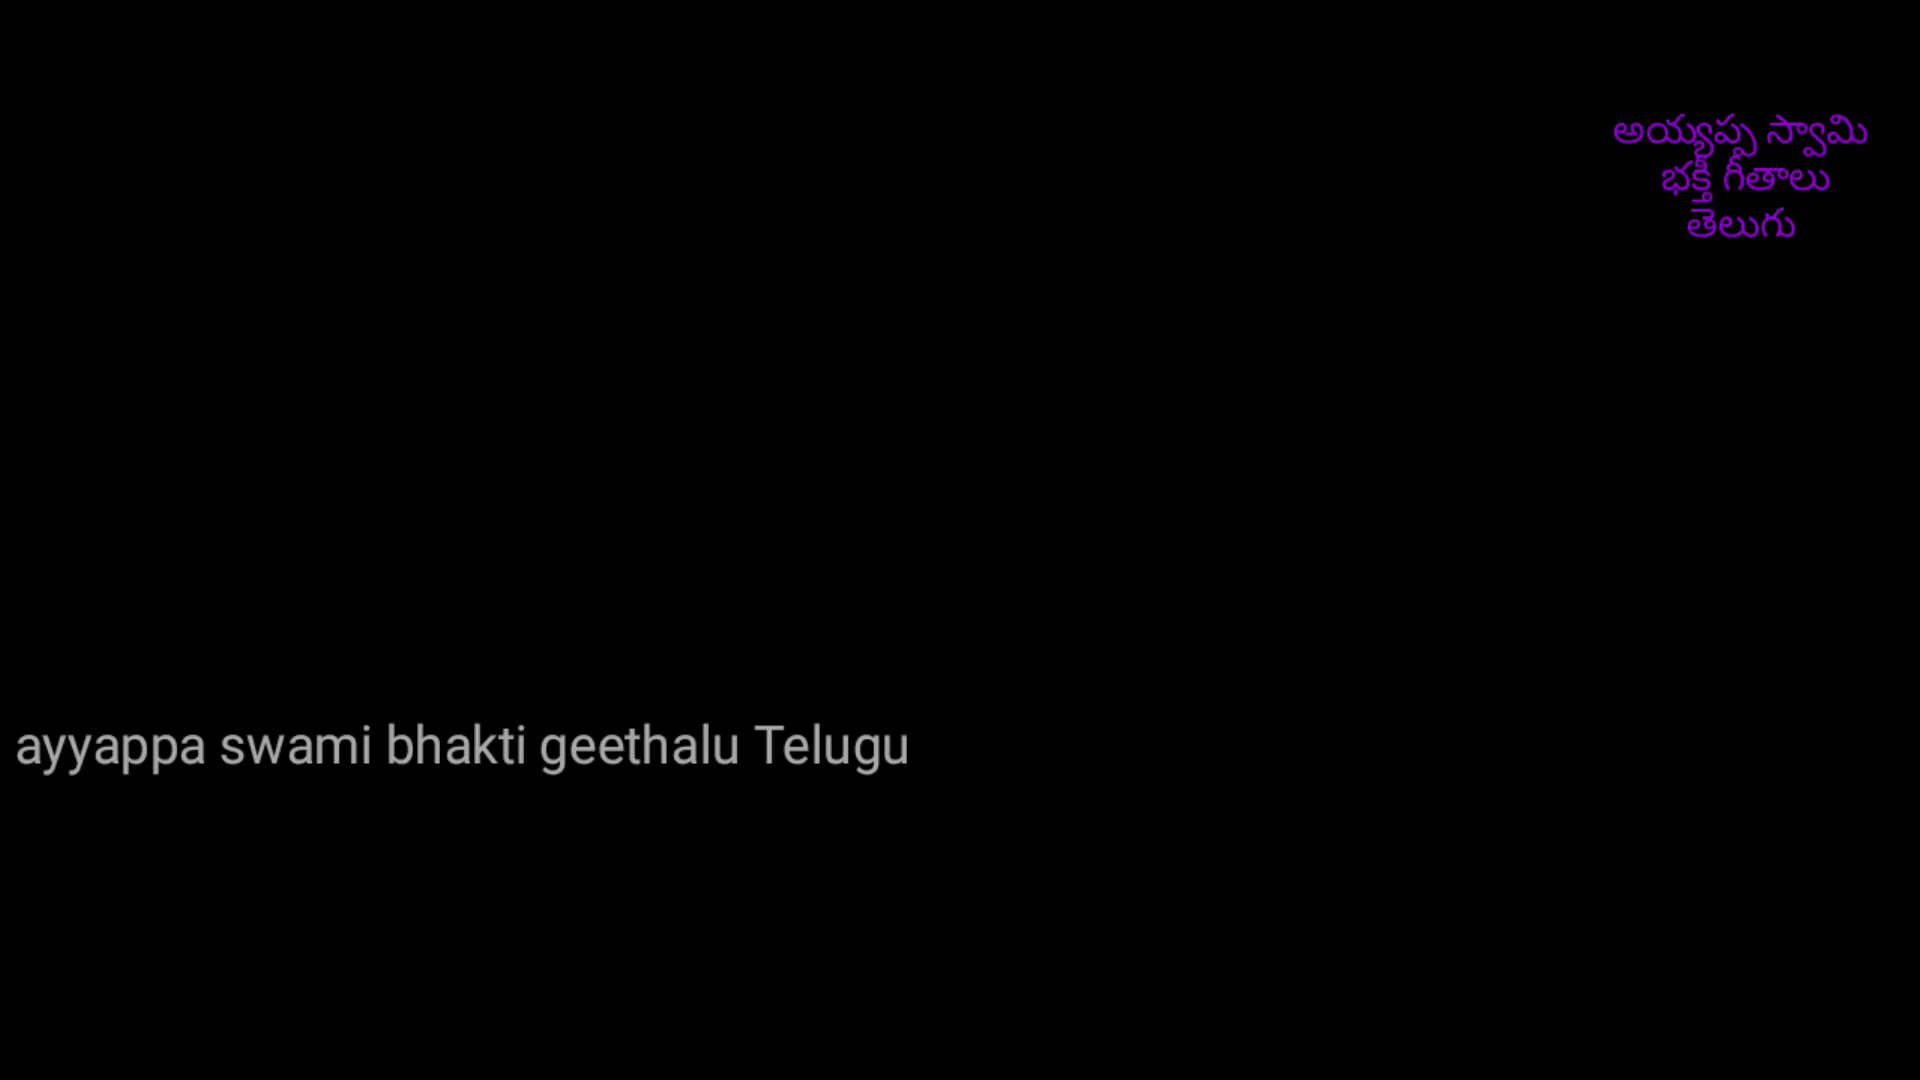 అయ్యప్ప స్వామి
భక్తి గీతాలు
తెలుగు
ayyappa swami bhakti geethalu Telugu